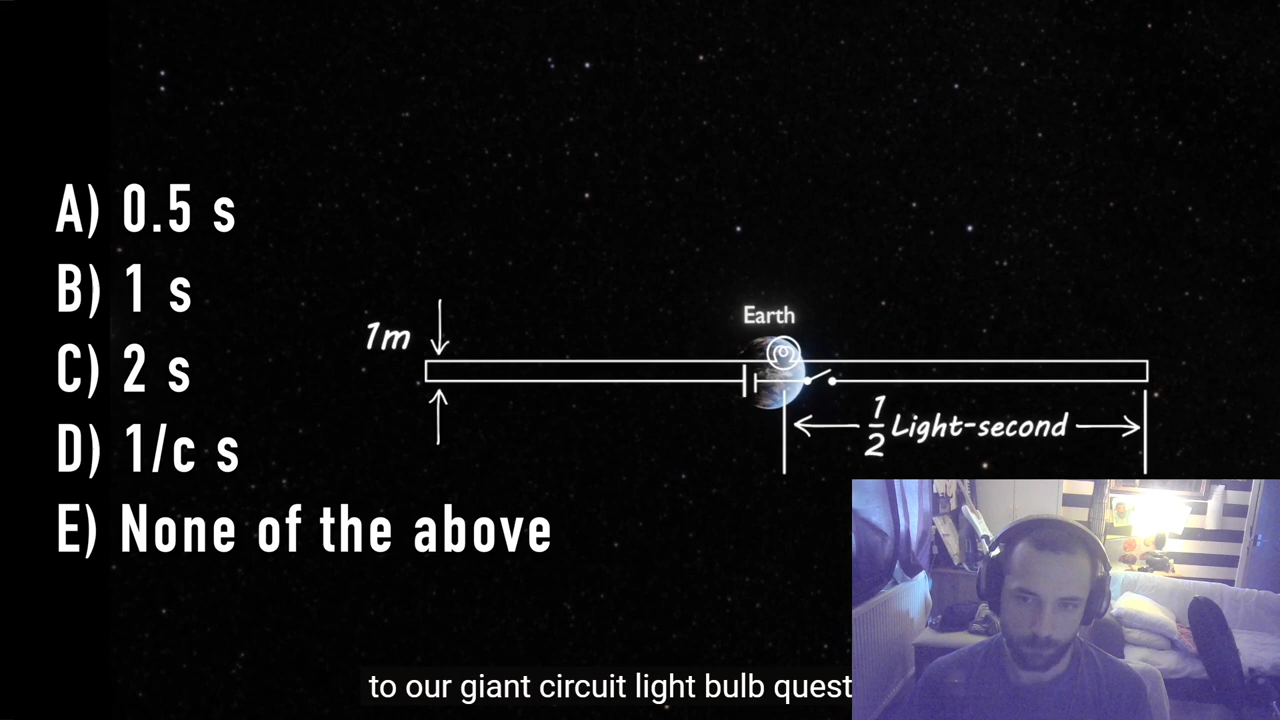 A) 0.5 s
B) 1 s
C) 2 s
D) 1/c s
E) None of the above
1m
Earth
1/2 Light-second
to our giant circuit light bulb quest